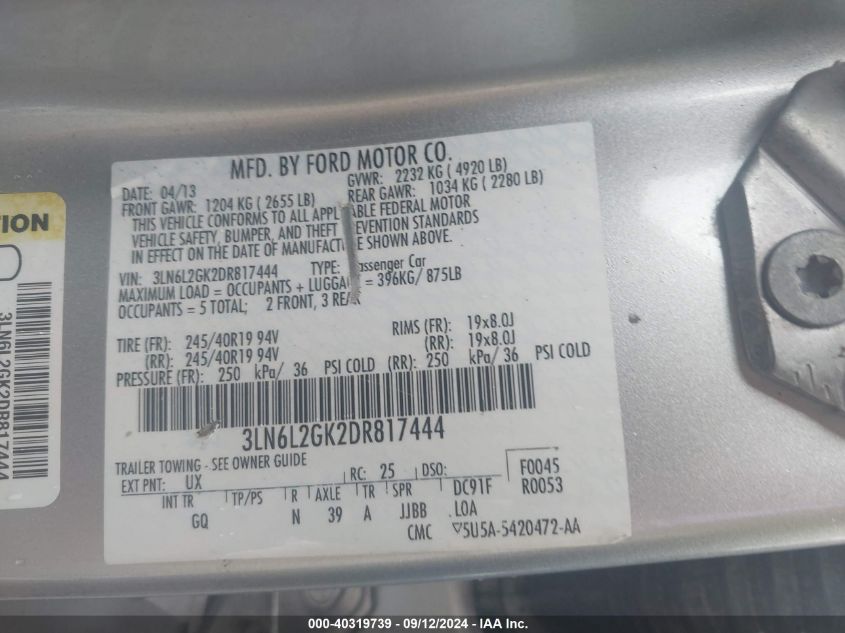 MFD. BY FORD MOTOR CO.
DATE: 04/13 GVWR: 2232 KG ( 4920 LB)
FRONT GAWR: 1204 KG ( 2655 LB) REAR GAWR: 1034 KG ( 2280 LB)
THIS VEHICLE CONFORMS TO ALL APPL ABLE FEDERAL MOTOR
VEHICLE SAFETY, BUMPER, AND THEFT EVENTION STANDARDS
IN EFFECT ON THE DATE OF MANUFACT E SHOWN ABOVE.
VIN: 3LN6L2GK2DR817444 TYPE: assenger Car
MAXIMUM LOAD = OCCUPANTS + LUGGA = 396KG/ 875LB
OCCUPANTS = 5 TOTAL; 2 FRONT, 3 REA
TIRE (FR): 245/40R19 94V RIMS (FR): 19x8.0J
(RR): 245/40R19 94V (RR): 19x8.0J
PRESSURE (FR): 250 kPa/ 36 PSI COLD (RR): 250 kPa/ 36 PSI COLD
3LN6L2GK2DR817444
TRAILER TOWING - SEE OWNER GUIDE
EXT PNT: UX RC: 25 DSO: F0045
INT TR TP/PS R AXLE TR SPR DC91F R0053
GQ N 39 A JJBB .LOA
CMC ▽5U5A-5420472-AA
TION
3LN6L2GK2DR817444
000-40319739 - 09/12/2024 - IAA Inc.